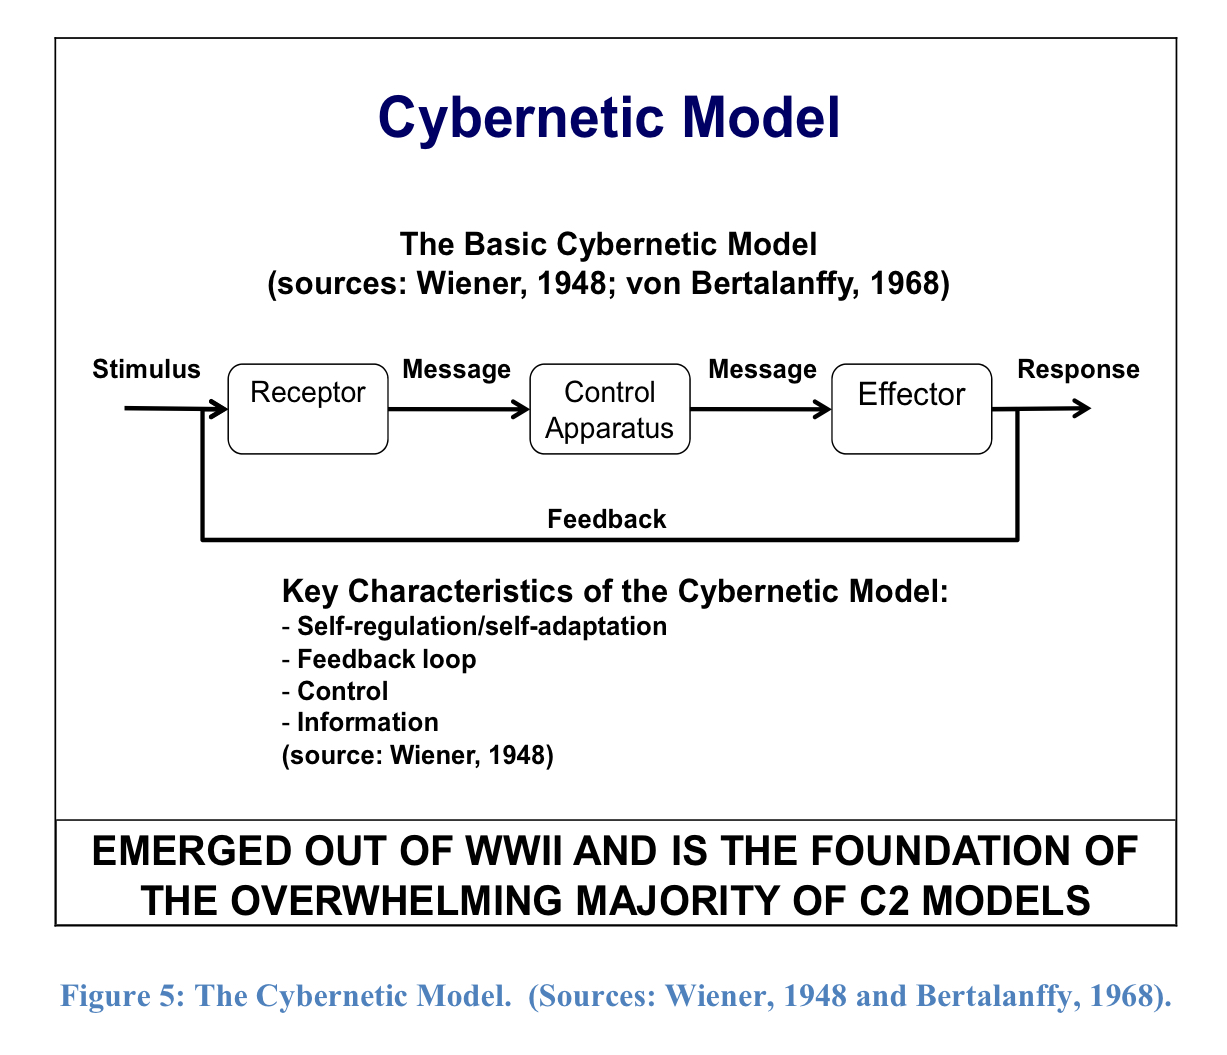 Cybernetic Model
The Basic Cybernetic Model
(sources: Wiener, 1948; von Bertalanffy, 1968)
Stimulus
Receptor
Message
Control
Apparatus
Message
Effector
Response
Feedback
Key Characteristics of the Cybernetic Model:
- Self-regulation/self-adaptation
- Feedback loop
- Control
- Information
(source: Wiener, 1948)
EMERGED OUT OF WWII AND IS THE FOUNDATION OF
THE OVERWHELMING MAJORITY OF C2 MODELS
Figure 5: The Cybernetic Model.  (Sources: Wiener, 1948 and Bertalanffy, 1968).